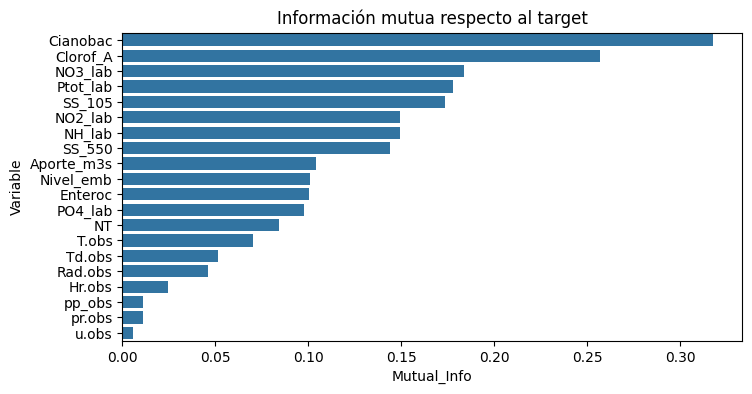 Información mutua respecto al target
Variable
Cianobac
Clorof_A
NO3_lab
Ptot_lab
SS_105
NO2_lab
NH_lab
SS_550
Aporte_m3s
Nivel_emb
Enteroc
PO4_lab
NT
T.obs
Td.obs
Rad.obs
Hr.obs
pp_obs
pr.obs
u.obs
0.00 0.05 0.10 0.15 0.20 0.25 0.30
Mutual_Info